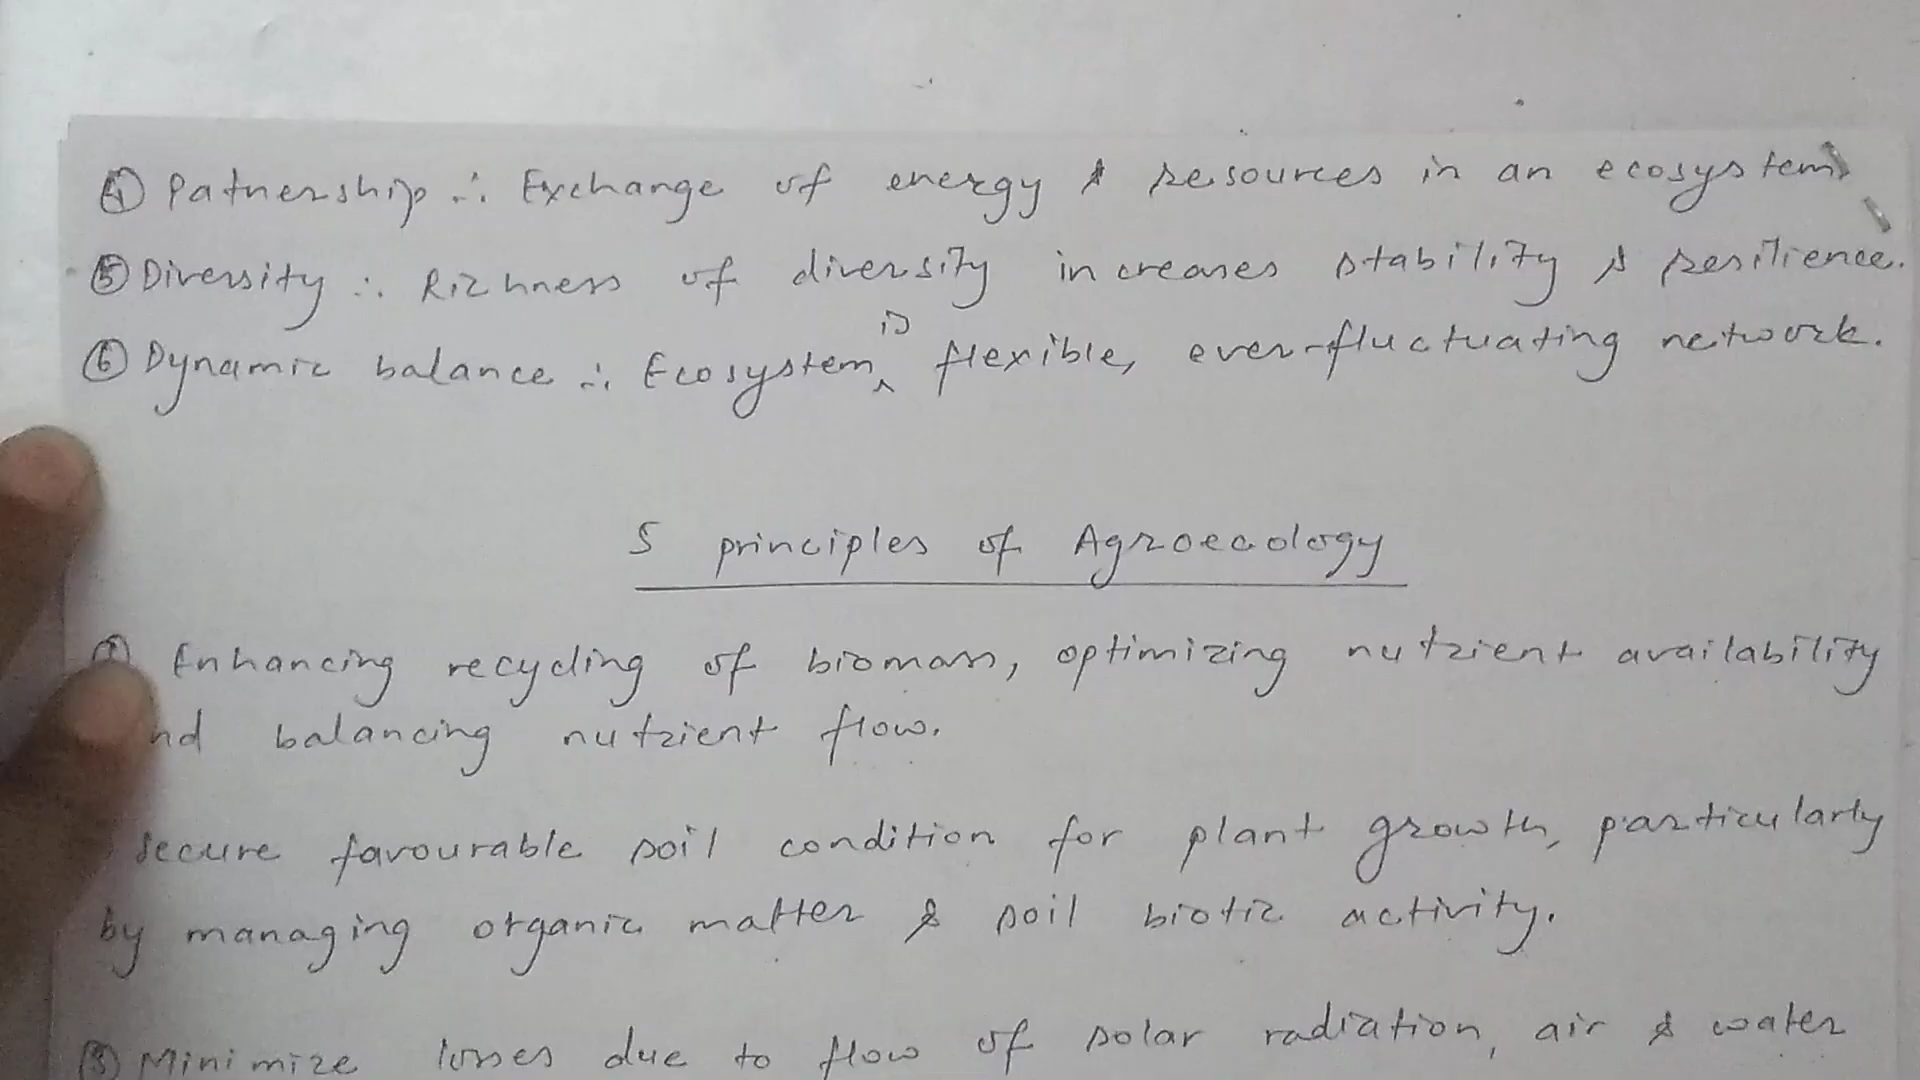 ④ Patnership ∴ Exchange of energy & resources in an ecosystem
⑤ Diversity ∴ Richness of diversity increases stability & resilience.
⑥ Dynamic balance ∴ Ecosystem is flexible, ever-fluctuating network.
5 principles of Agroecology
① Enhancing recycling of biomass, optimizing nutrient availability
nd balancing nutrient flow.
Secure favourable soil condition for plant growth, particularly
by managing organic matter & soil biotic activity.
③ Minimize losses due to flow of solar radiation, air & water